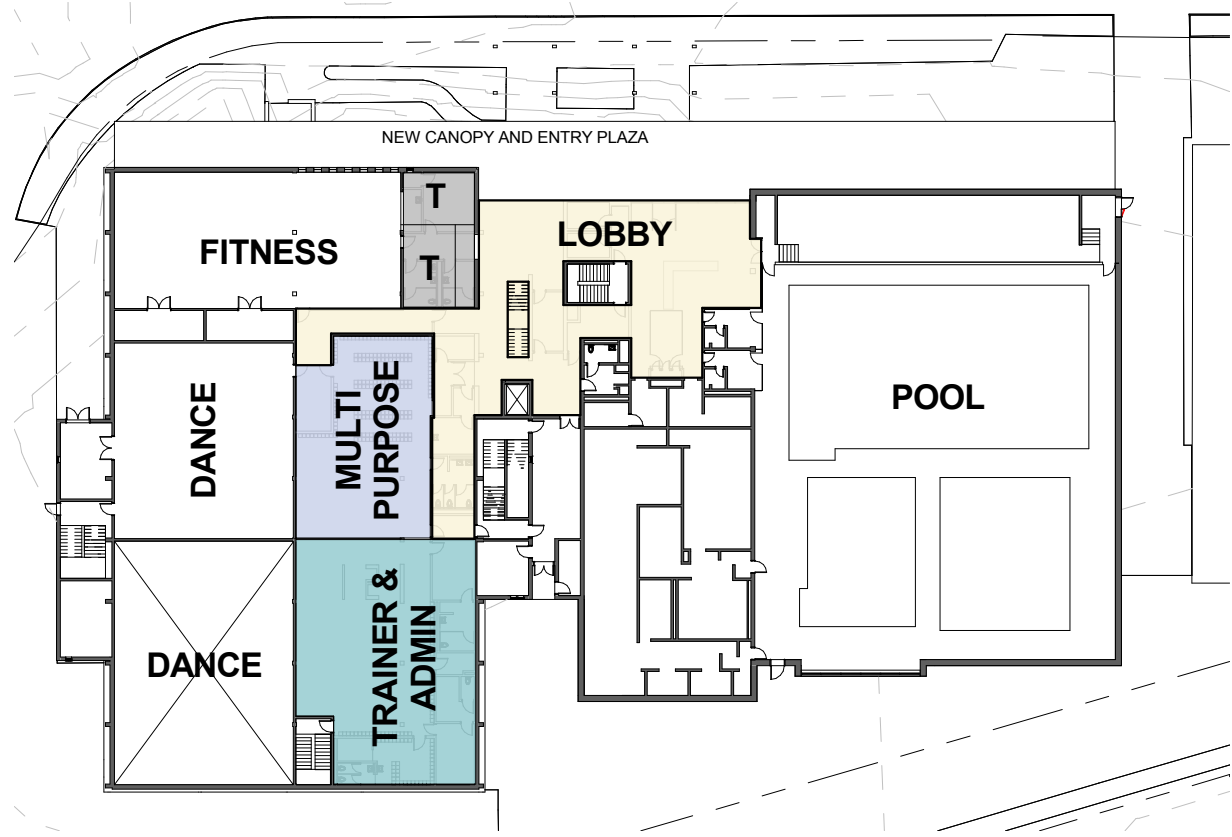 NEW CANOPY AND ENTRY PLAZA
T
LOBBY
FITNESS
T
DANCE
MULTI
PURPOSE
POOL
DANCE
TRAINER &
ADMIN